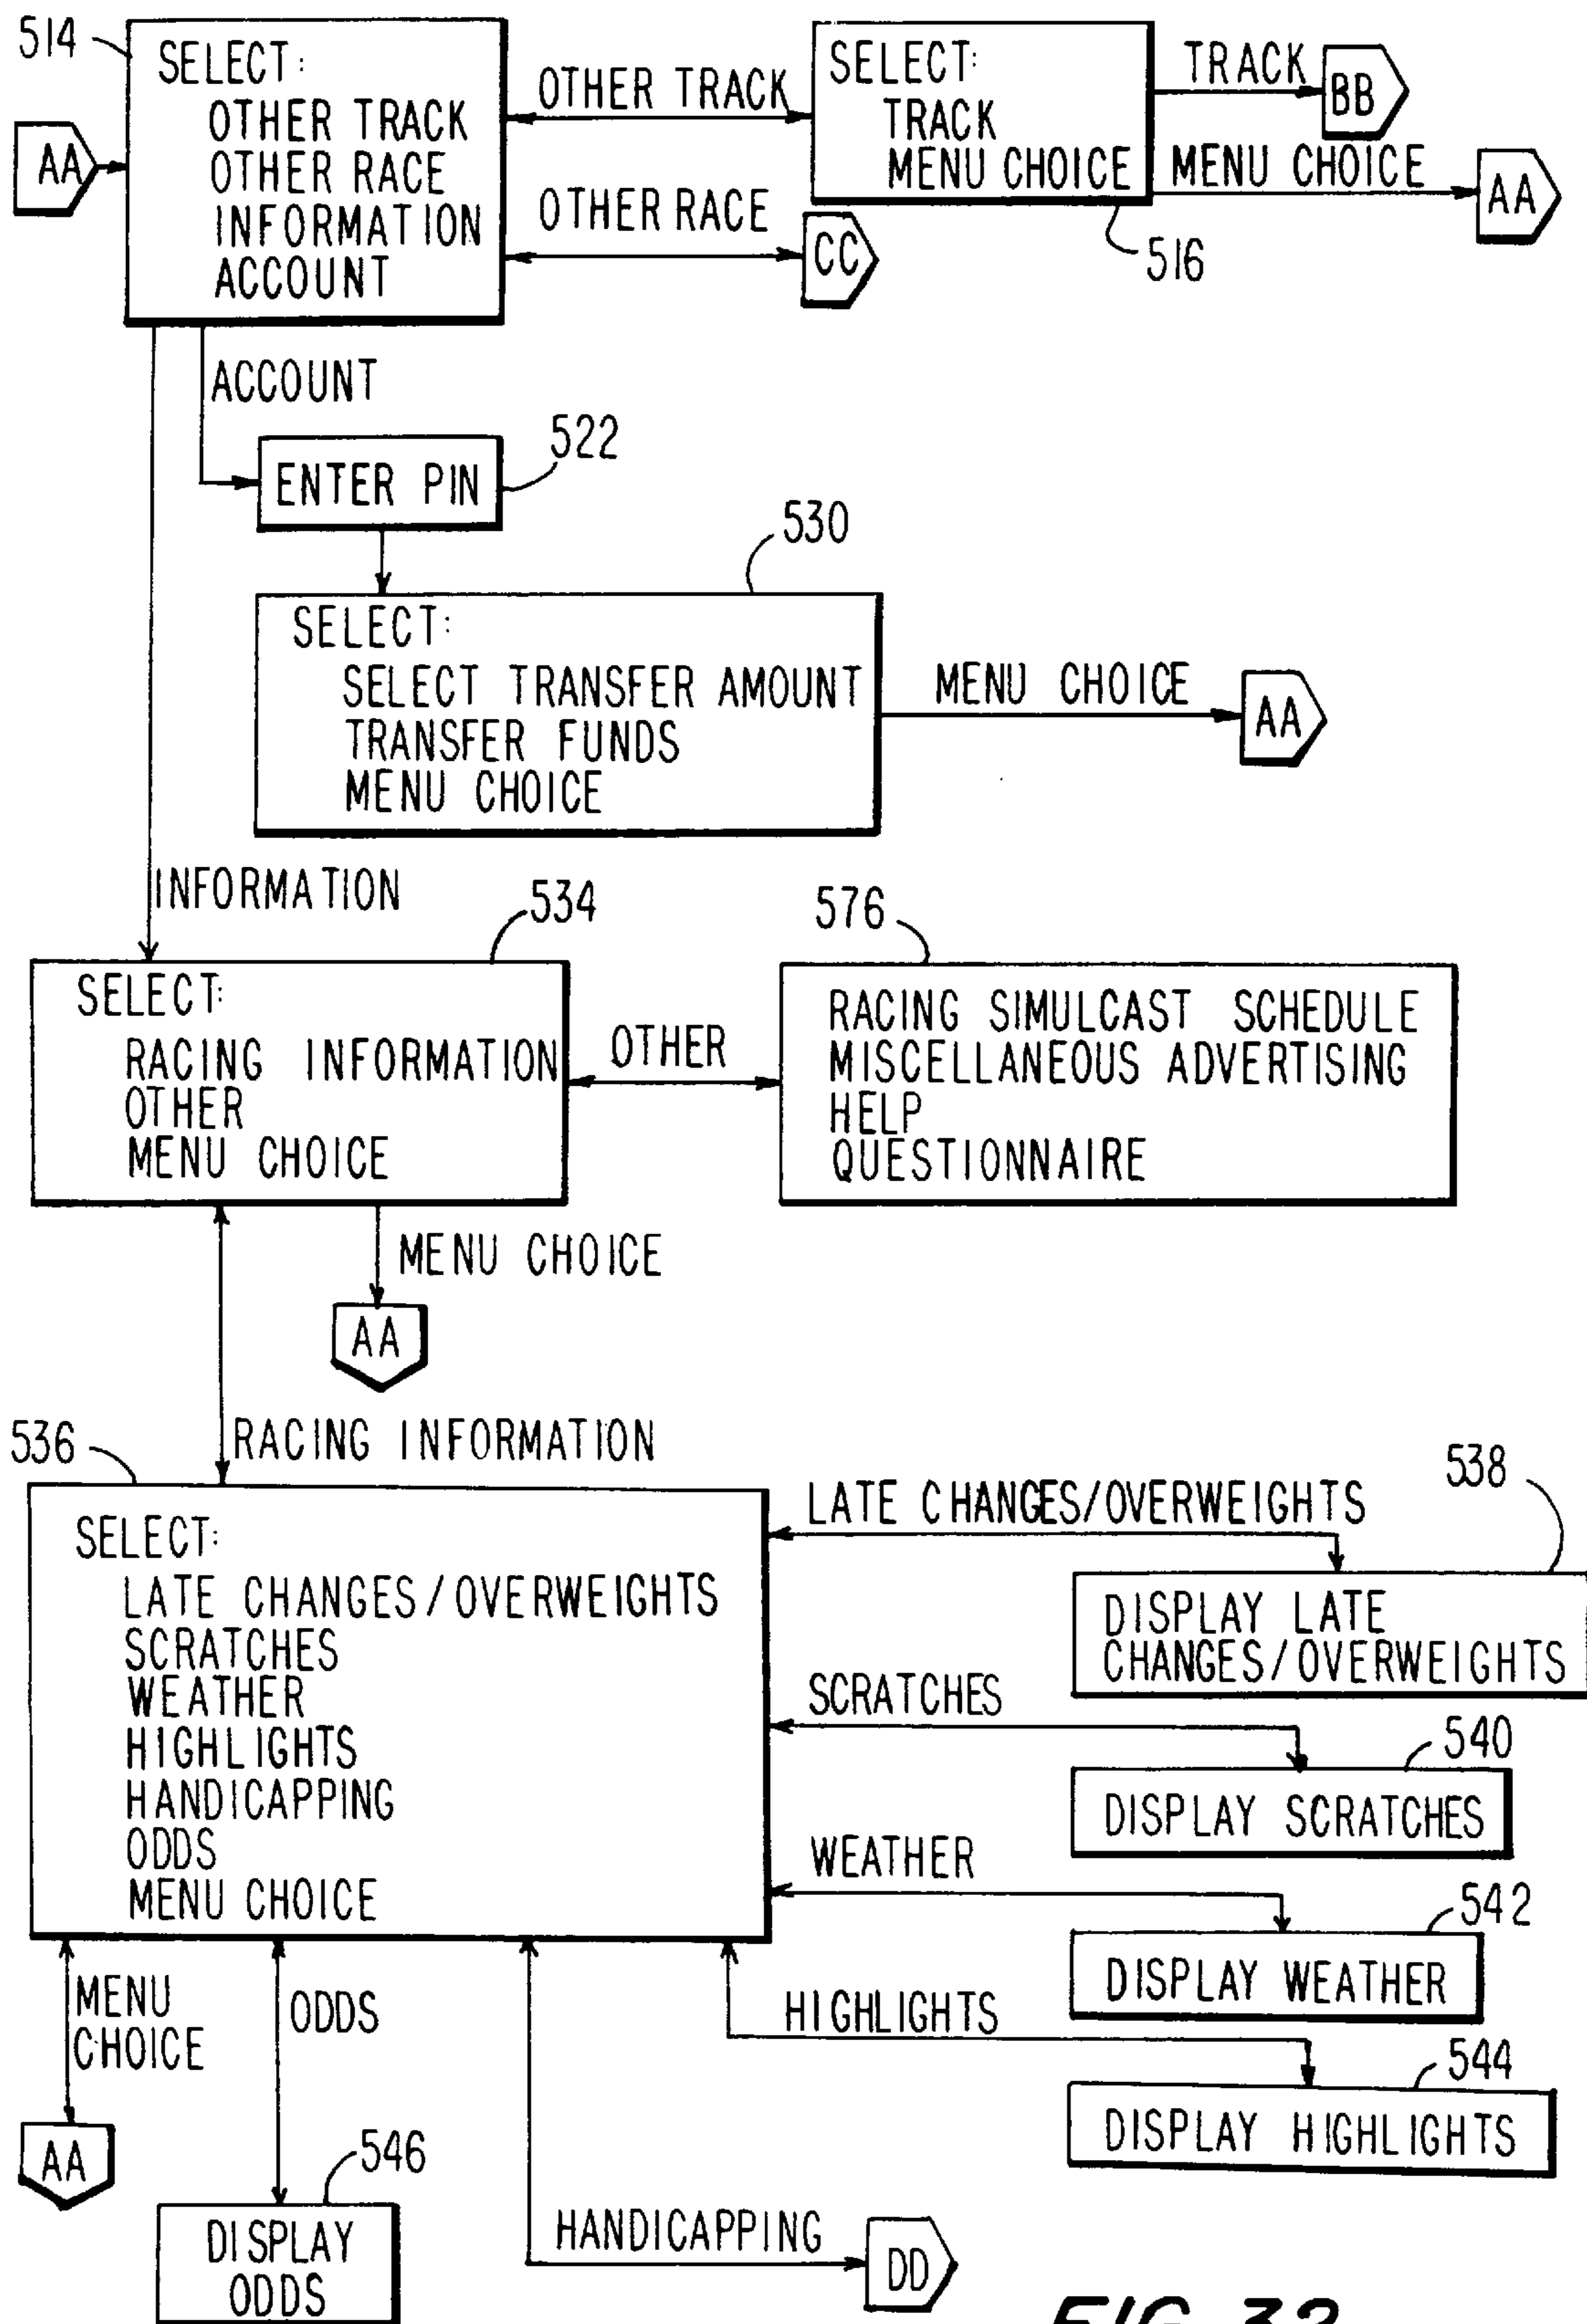 514
SELECT:
OTHER TRACK
OTHER RACE
INFORMATION
ACCOUNT
AA
OTHER TRACK
OTHER RACE
CC
SELECT:
TRACK
MENU CHOICE
516
TRACK
BB
MENU CHOICE
AA
ACCOUNT
ENTER PIN
522
530
SELECT:
SELECT TRANSFER AMOUNT
TRANSFER FUNDS
MENU CHOICE
MENU CHOICE
AA
INFORMATION
534
SELECT:
RACING INFORMATION
OTHER
MENU CHOICE
OTHER
576
RACING SIMULCAST SCHEDULE
MISCELLANEOUS ADVERTISING
HELP
QUESTIONNAIRE
MENU CHOICE
AA
RACING INFORMATION
536
SELECT:
LATE CHANGES/OVERWEIGHTS
SCRATCHES
WEATHER
HIGHLIGHTS
HANDICAPPING
ODDS
MENU CHOICE
LATE CHANGES/OVERWEIGHTS
538
DISPLAY LATE
CHANGES/OVERWEIGHTS
SCRATCHES
540
DISPLAY SCRATCHES
WEATHER
542
DISPLAY WEATHER
HIGHLIGHTS
544
DISPLAY HIGHLIGHTS
MENU
CHOICE
AA
ODDS
546
DISPLAY
ODDS
HANDICAPPING
DD
FIG. 32